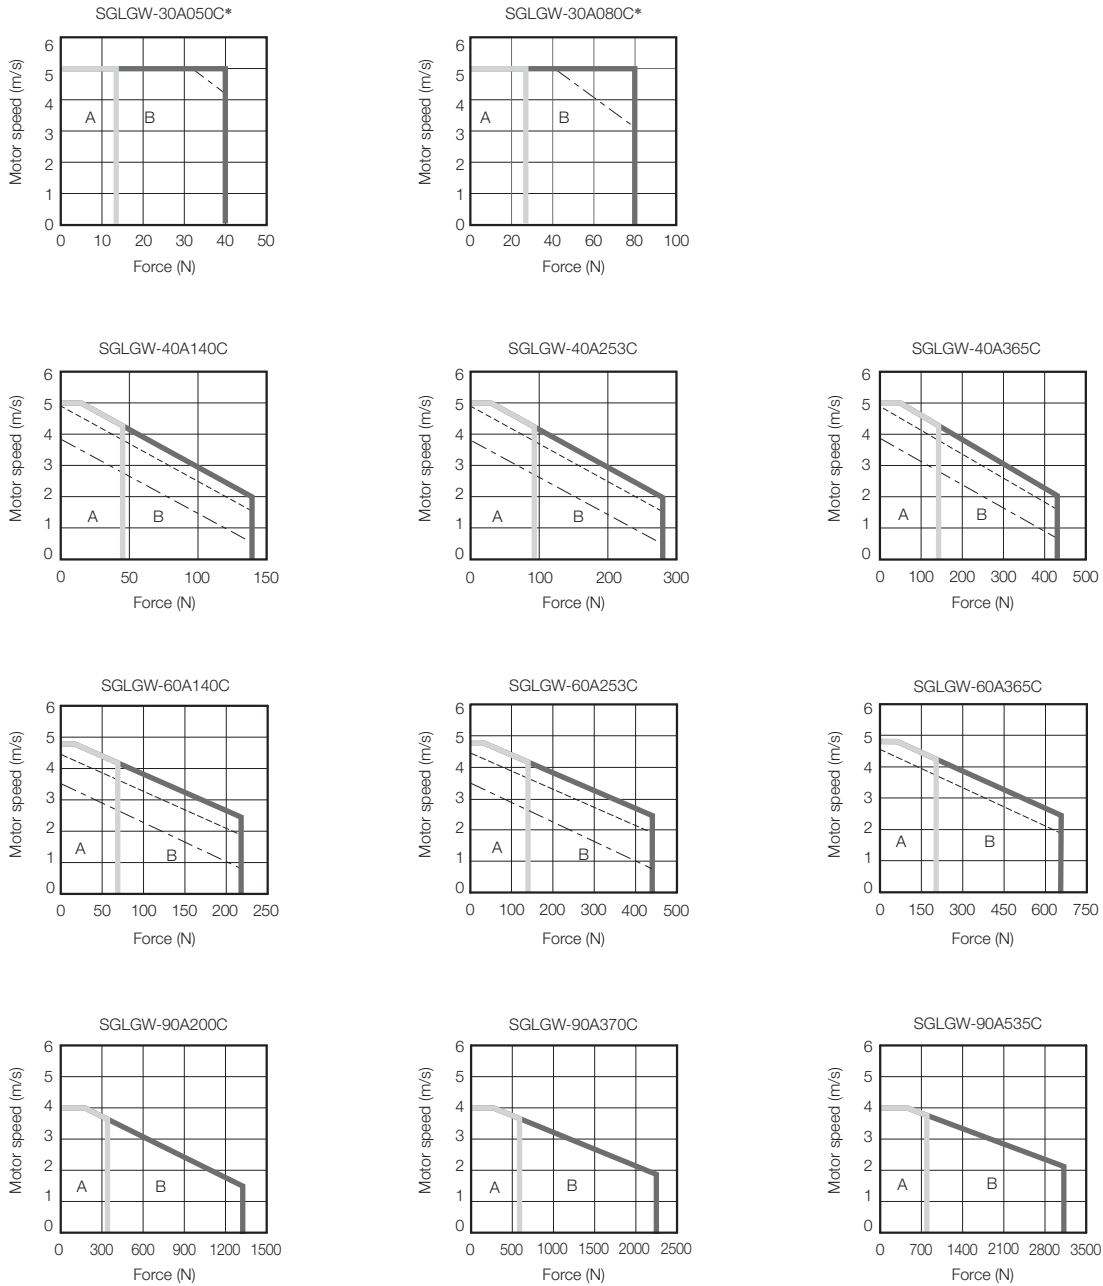 SGLGW-30A050C*
Motor speed (m/s)
6
5
4
3
2
1
0
A
B
0 10 20 30 40 50
Force (N)
SGLGW-30A080C*
Motor speed (m/s)
6
5
4
3
2
1
0
A
B
0 20 40 60 80 100
Force (N)
SGLGW-40A140C
Motor speed (m/s)
6
5
4
3
2
1
0
A
B
0 50 100 150
Force (N)
SGLGW-40A253C
Motor speed (m/s)
6
5
4
3
2
1
0
A
B
0 100 200 300
Force (N)
SGLGW-40A365C
Motor speed (m/s)
6
5
4
3
2
1
0
A
B
0 100 200 300 400 500
Force (N)
SGLGW-60A140C
Motor speed (m/s)
6
5
4
3
2
1
0
A
B
0 50 100 150 200 250
Force (N)
SGLGW-60A253C
Motor speed (m/s)
6
5
4
3
2
1
0
A
B
0 100 200 300 400 500
Force (N)
SGLGW-60A365C
Motor speed (m/s)
6
5
4
3
2
1
0
A
B
0 150 300 450 600 750
Force (N)
SGLGW-90A200C
Motor speed (m/s)
6
5
4
3
2
1
0
A
B
0 300 600 900 1200 1500
Force (N)
SGLGW-90A370C
Motor speed (m/s)
6
5
4
3
2
1
0
A
B
0 500 1000 1500 2000 2500
Force (N)
SGLGW-90A535C
Motor speed (m/s)
6
5
4
3
2
1
0
A
B
0 700 1400 2100 2800 3500
Force (N)